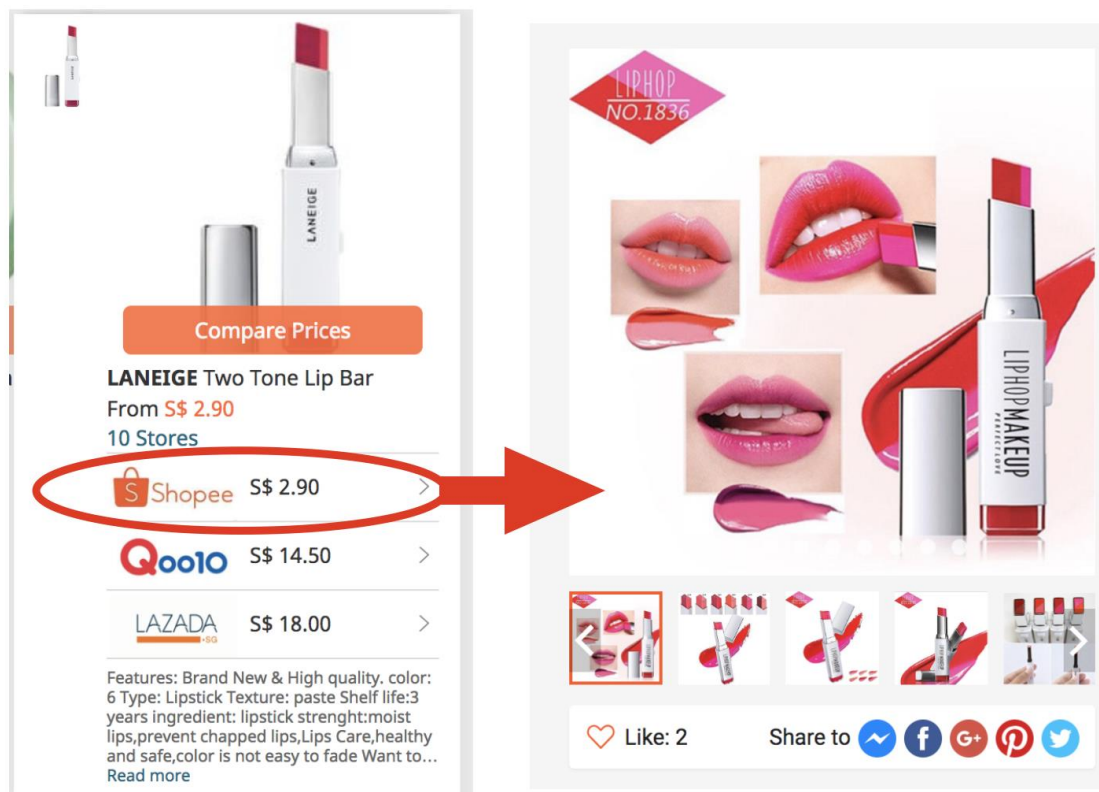 LANEIGE
Compare Prices
LANEIGE Two Tone Lip Bar
From S$ 2.90
10 Stores
S Shopee S$ 2.90
Qoo10 S$ 14.50
LAZADA .SG S$ 18.00
Features: Brand New & High quality. color:
6 Type: Lipstick Texture: paste Shelf life:3
years ingredient: lipstick strenght:moist
lips,prevent chapped lips,Lips Care,healthy
and safe,color is not easy to fade Want to...
Read more
LIPHOP
NO.1836
LIPHOPMAKEUP
PERFECT LOVE
Like: 2
Share to
G+